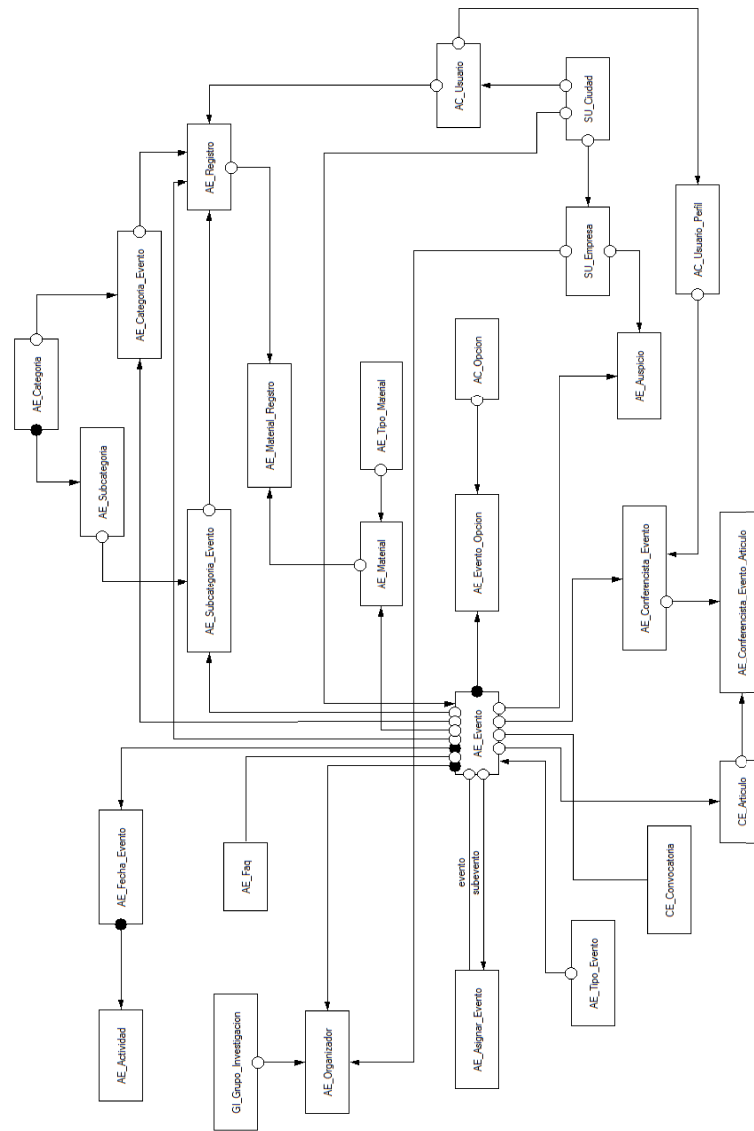 AE_Categoria
AE_Subcategoria
AE_Actividad
AE_Fecha_Evento
AE_Categoria_Evento
AE_Subcategoria_Evento
AE_Registro
GI_Grupo_Investigacion
AE_Faq
AE_Material_Registro
AE_Organizador
AE_Material
AE_Tipo_Material
evento
subevento
AE_Asignar_Evento
AE_Evento
AE_Evento_Opcion
AC_Opcion
AC_Usuario
AE_Tipo_Evento
SU_Empresa
SU_Ciudad
AE_Auspicio
AE_Conferencista_Evento
CE_Convocatoria
AC_Usuario_Perfil
CE_Articulo
AE_Conferencista_Evento_Articulo